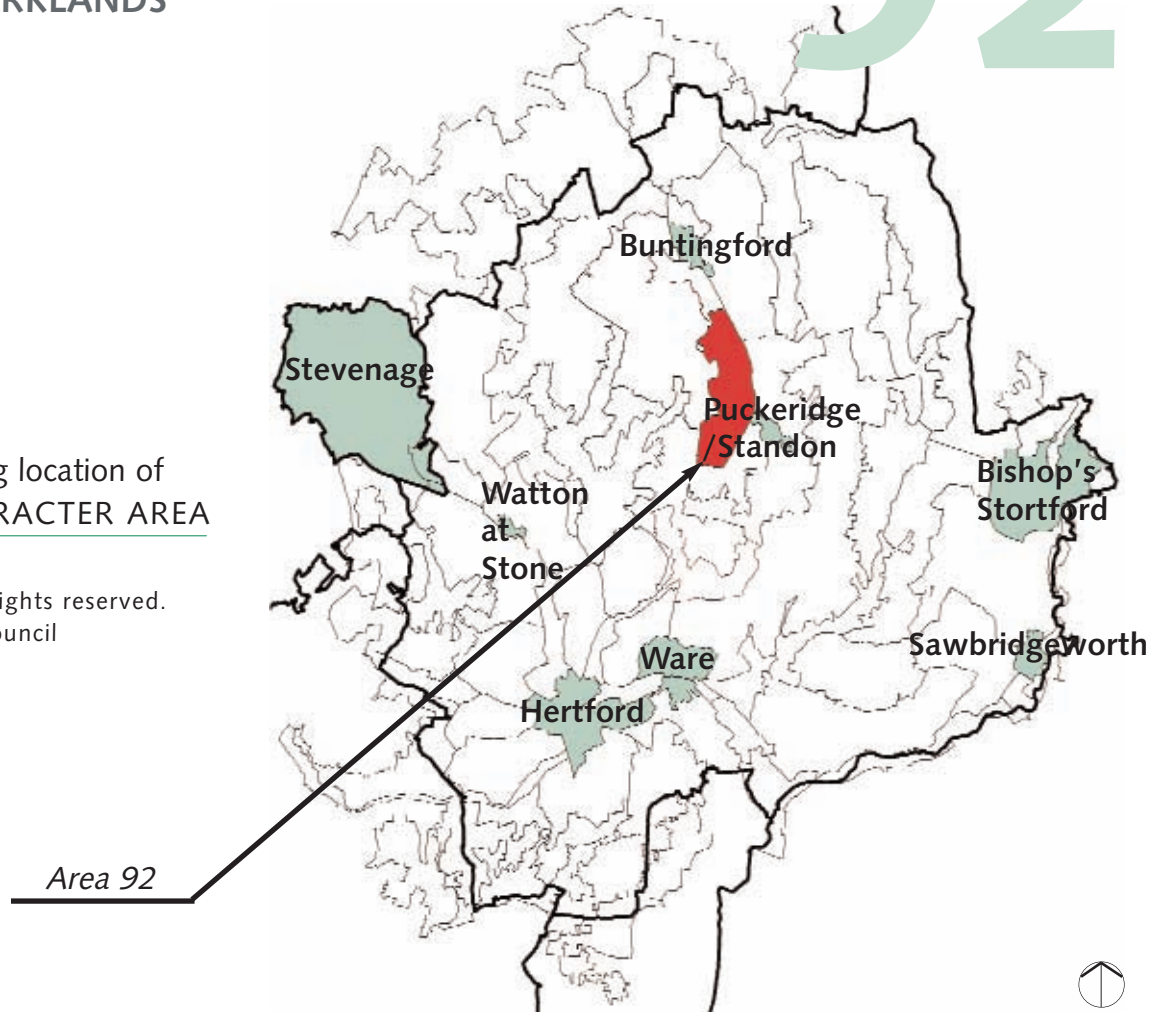 RKLANDS
92
Buntingford
Stevenage
Puckeridge
/Standon
g location of
RACTER AREA
Bishop's
Stortford
Watton
at
Stone
ights reserved.
ouncil
Sawbridgeworth
Ware
Hertford
Area 92